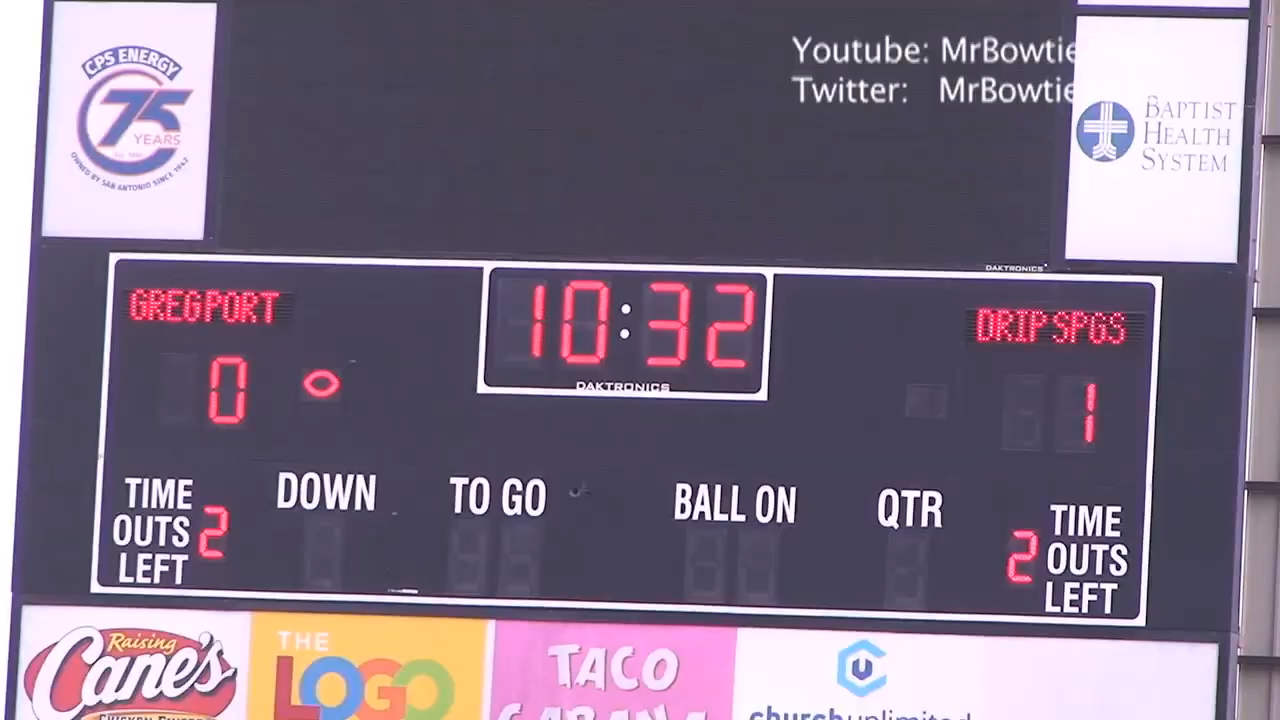 CPS ENERGY
75
YEARS
OWNED BY SAN ANTONIO SINCE 1942
Youtube: MrBowtie
Twitter: MrBowtie
BAPTIST
HEALTH
SYSTEM
DAKTRONICS
GREGPORT
10:32
DRIPSPGS
DAKTRONICS
0
1
TIME
OUTS 2
LEFT
DOWN
TO GO
BALL ON
QTR
TIME
2 OUTS
LEFT
Raising
Cane's
THE
LOGO
TACO
CABANA
church unlimited